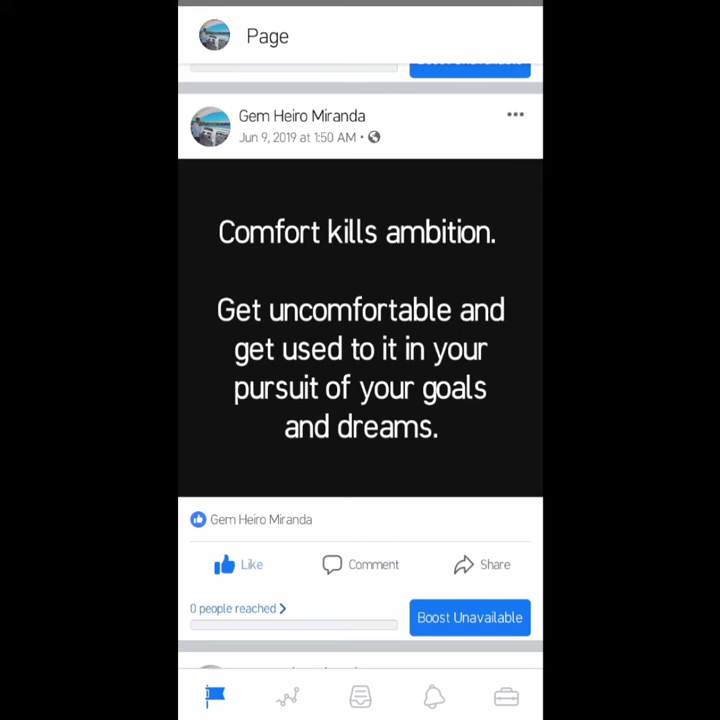 Page
Gem Heiro Miranda
Jun 9, 2019 at 1:50 AM •
Comfort kills ambition.
Get uncomfortable and
get used to it in your
pursuit of your goals
and dreams.
Gem Heiro Miranda
Like Comment Share
0 people reached
Boost Unavailable